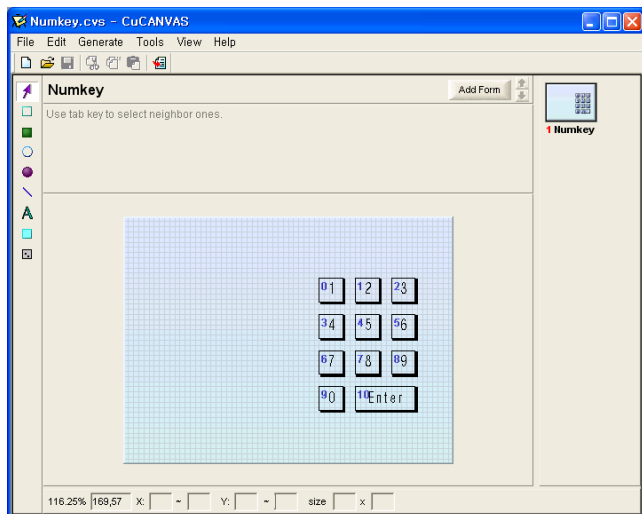 Numkey.cvs - CuCANVAS
File Edit Generate Tools View Help
Numkey
Add Form
Use tab key to select neighbor ones.
1 Numkey
01 12 23
34 45 56
67 78 89
90 10Enter
A
116.25% 169,57 X: ~ Y: ~ size x